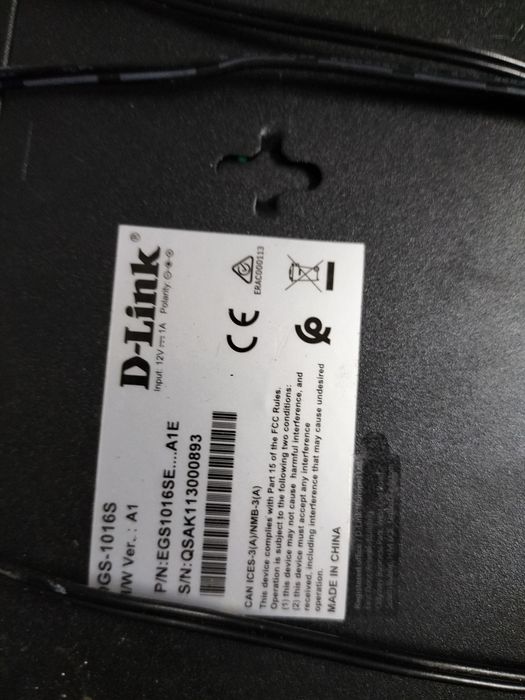 D-Link®
Input: 12V⎓1A Polarity
GS-1016S
/W Ver.: A1
P/N:EGS1016SE....A1E
S/N:QSAK113000893
CE
ERAC000113
CAN ICES-3(A)/NMB-3(A)
This device complies with Part 15 of the FCC Rules.
Operation is subject to the following two conditions:
(1) this device may not cause harmful interference, and
(2) this device must accept any interference
received, including interference that may cause undesired
operation.
MADE IN CHINA